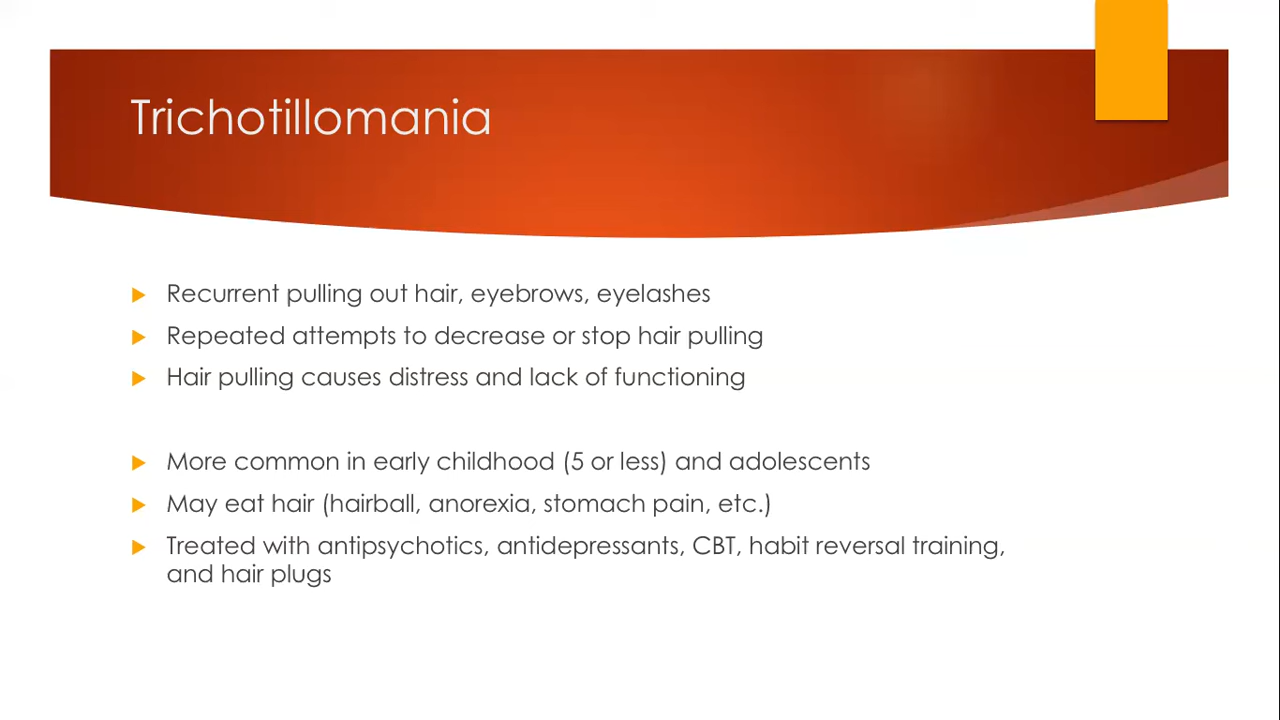 Trichotillomania
Recurrent pulling out hair, eyebrows, eyelashes
Repeated attempts to decrease or stop hair pulling
Hair pulling causes distress and lack of functioning
More common in early childhood (5 or less) and adolescents
May eat hair (hairball, anorexia, stomach pain, etc.)
Treated with antipsychotics, antidepressants, CBT, habit reversal training,
and hair plugs